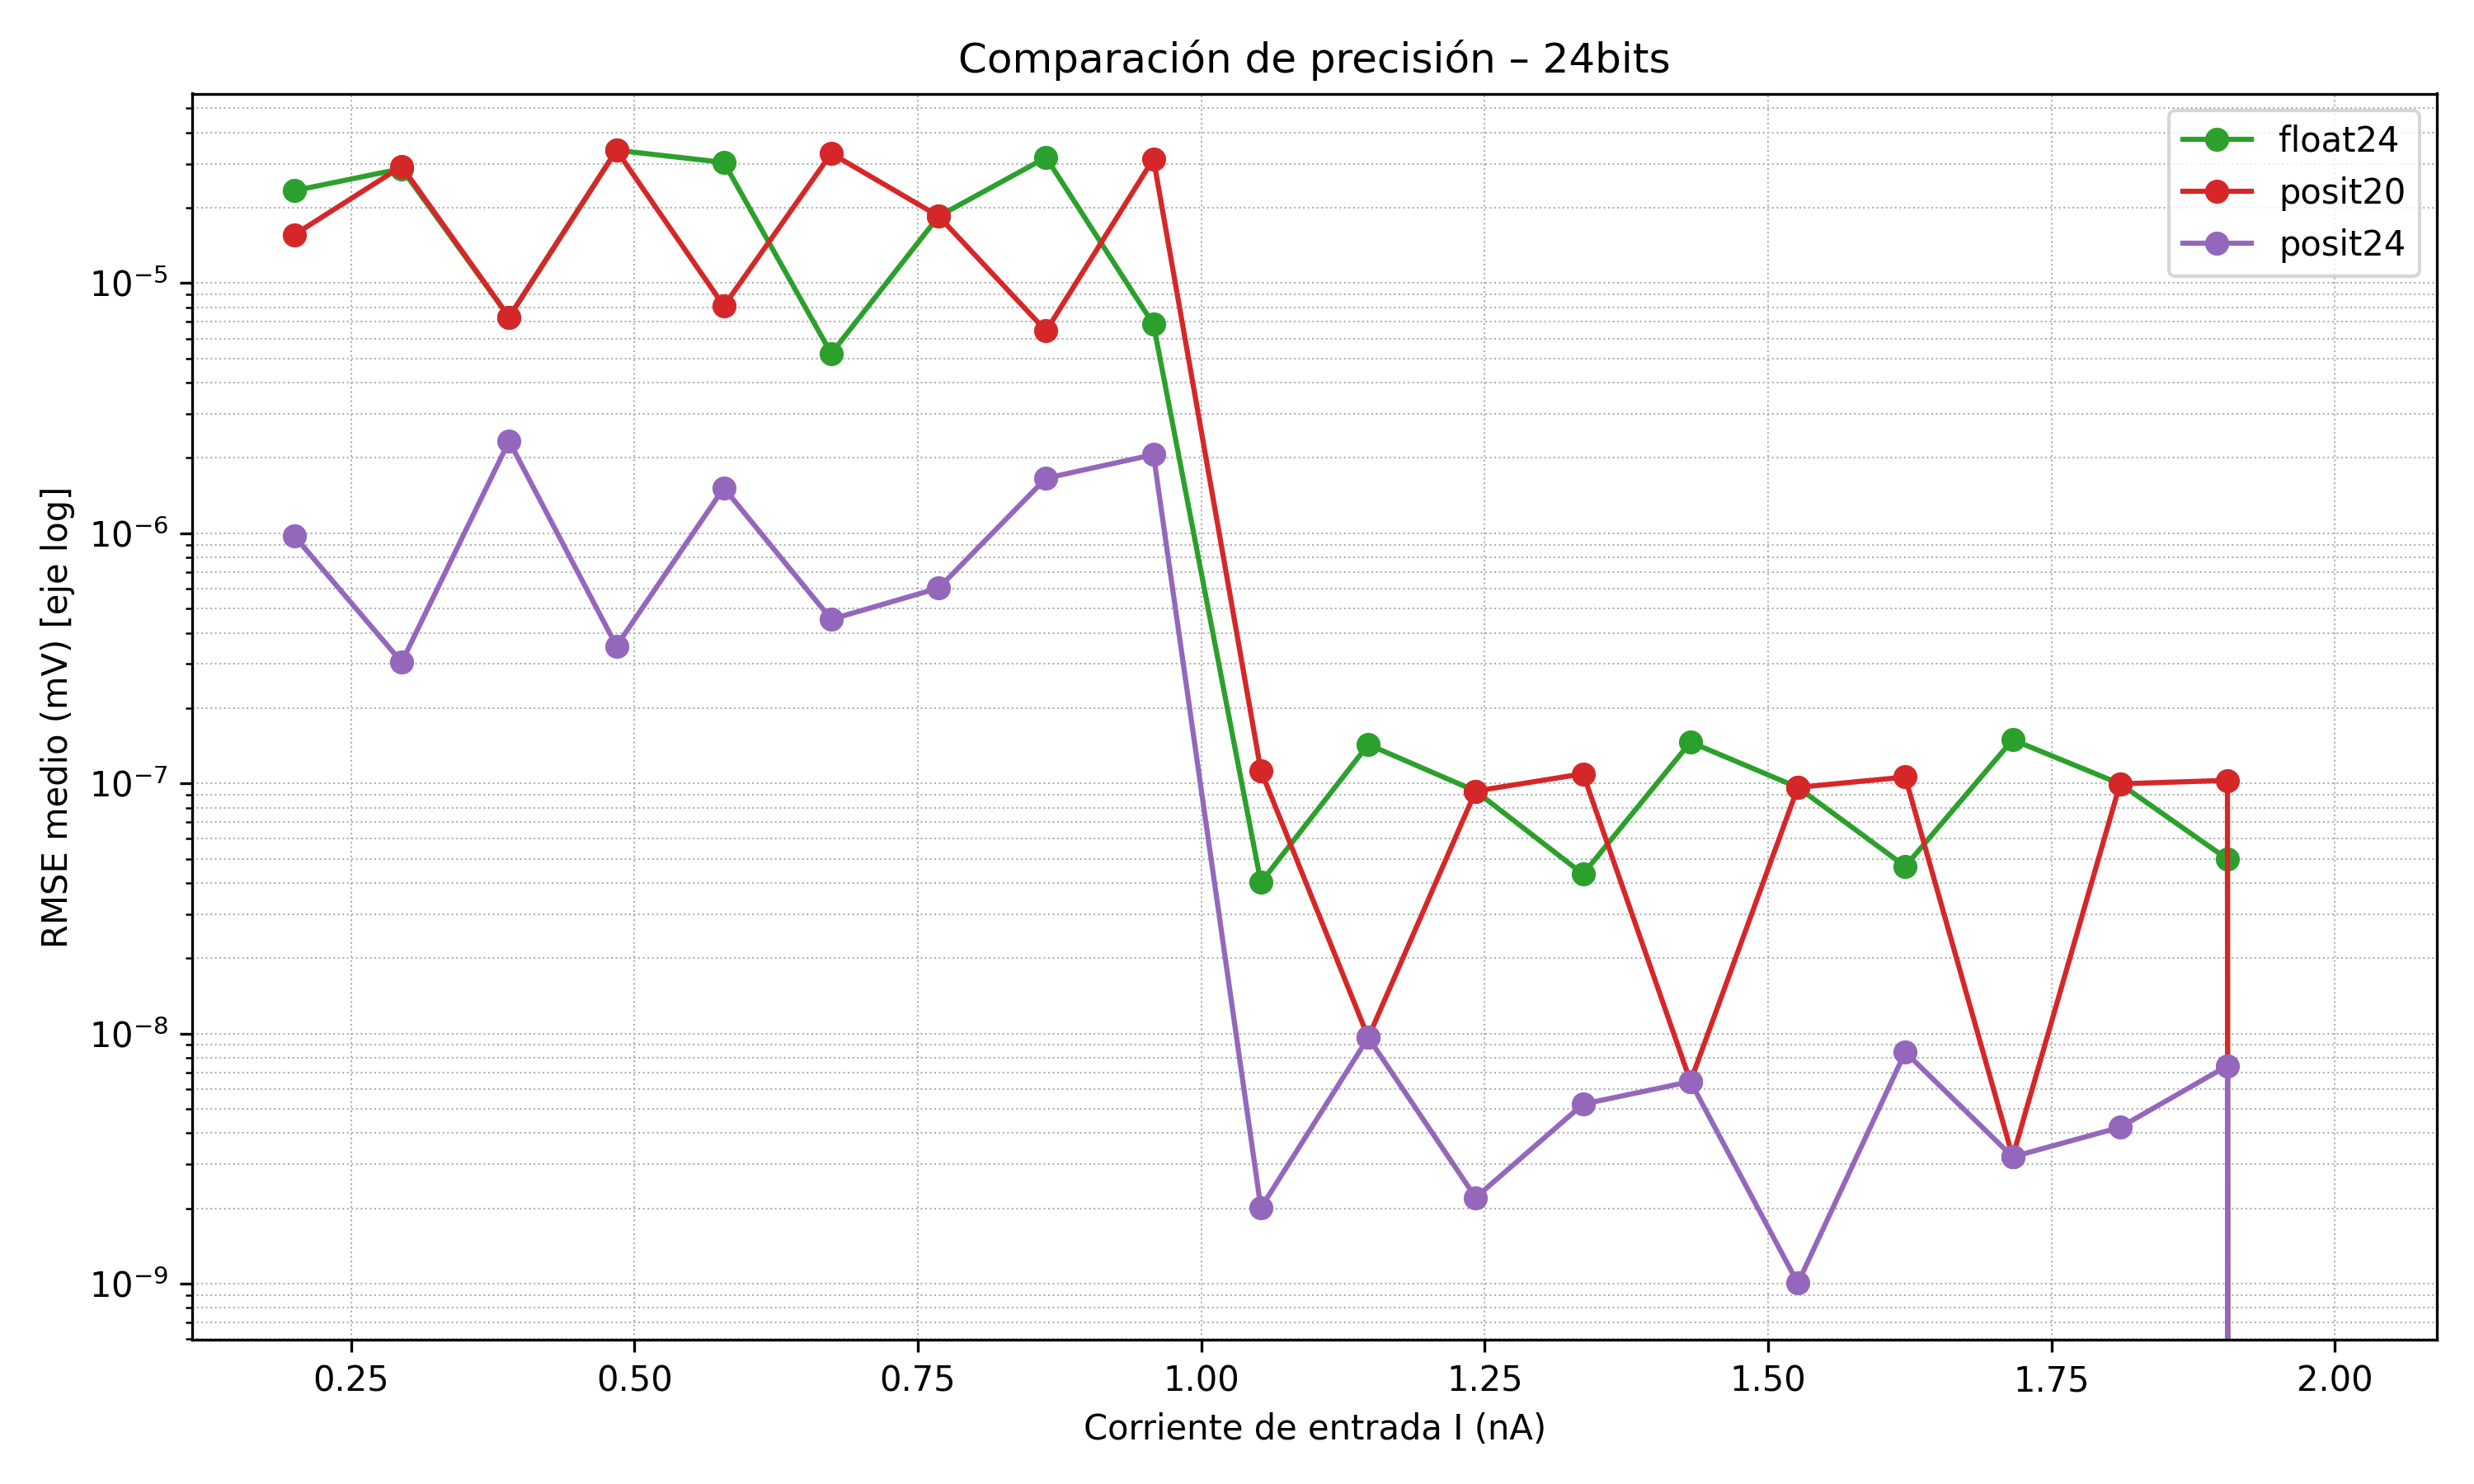 Comparación de precisión – 24bits
float24
posit20
posit24
RMSE medio (mV) [eje log]
10⁻⁵
10⁻⁶
10⁻⁷
10⁻⁸
10⁻⁹
0.25 0.50 0.75 1.00 1.25 1.50 1.75 2.00
Corriente de entrada I (nA)